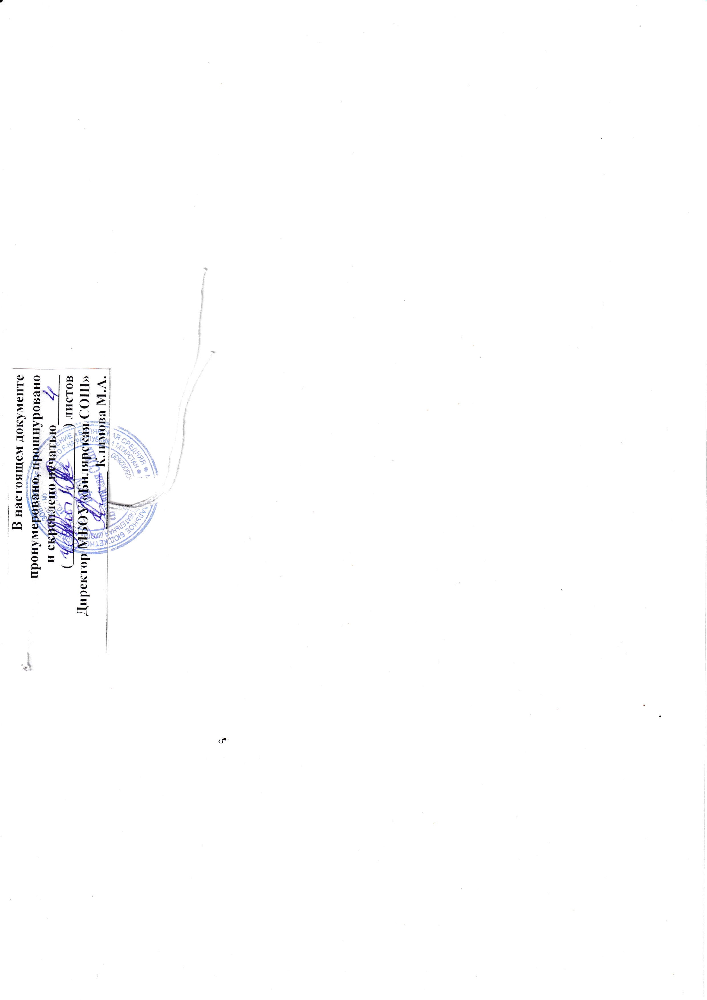 В настоящем документе
пронумеровано, прошнуровано
и скреплено печатью 4
( ) листов
Директор МБОУ «Билярская СОШ»
Климова М.А.